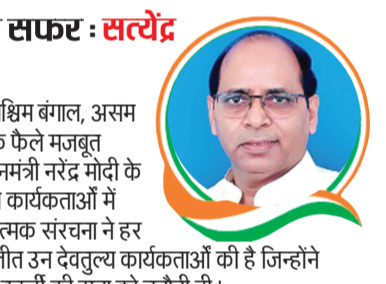 सफर : सत्येंद्र
श्चिम बंगाल, असम
फैले मजबूत
नमंत्री नरेंद्र मोदी के
कार्यकर्ताओं में
त्मक संरचना ने हर
जीत उन देवतुल्य कार्यकर्ताओं की है जिन्होंने